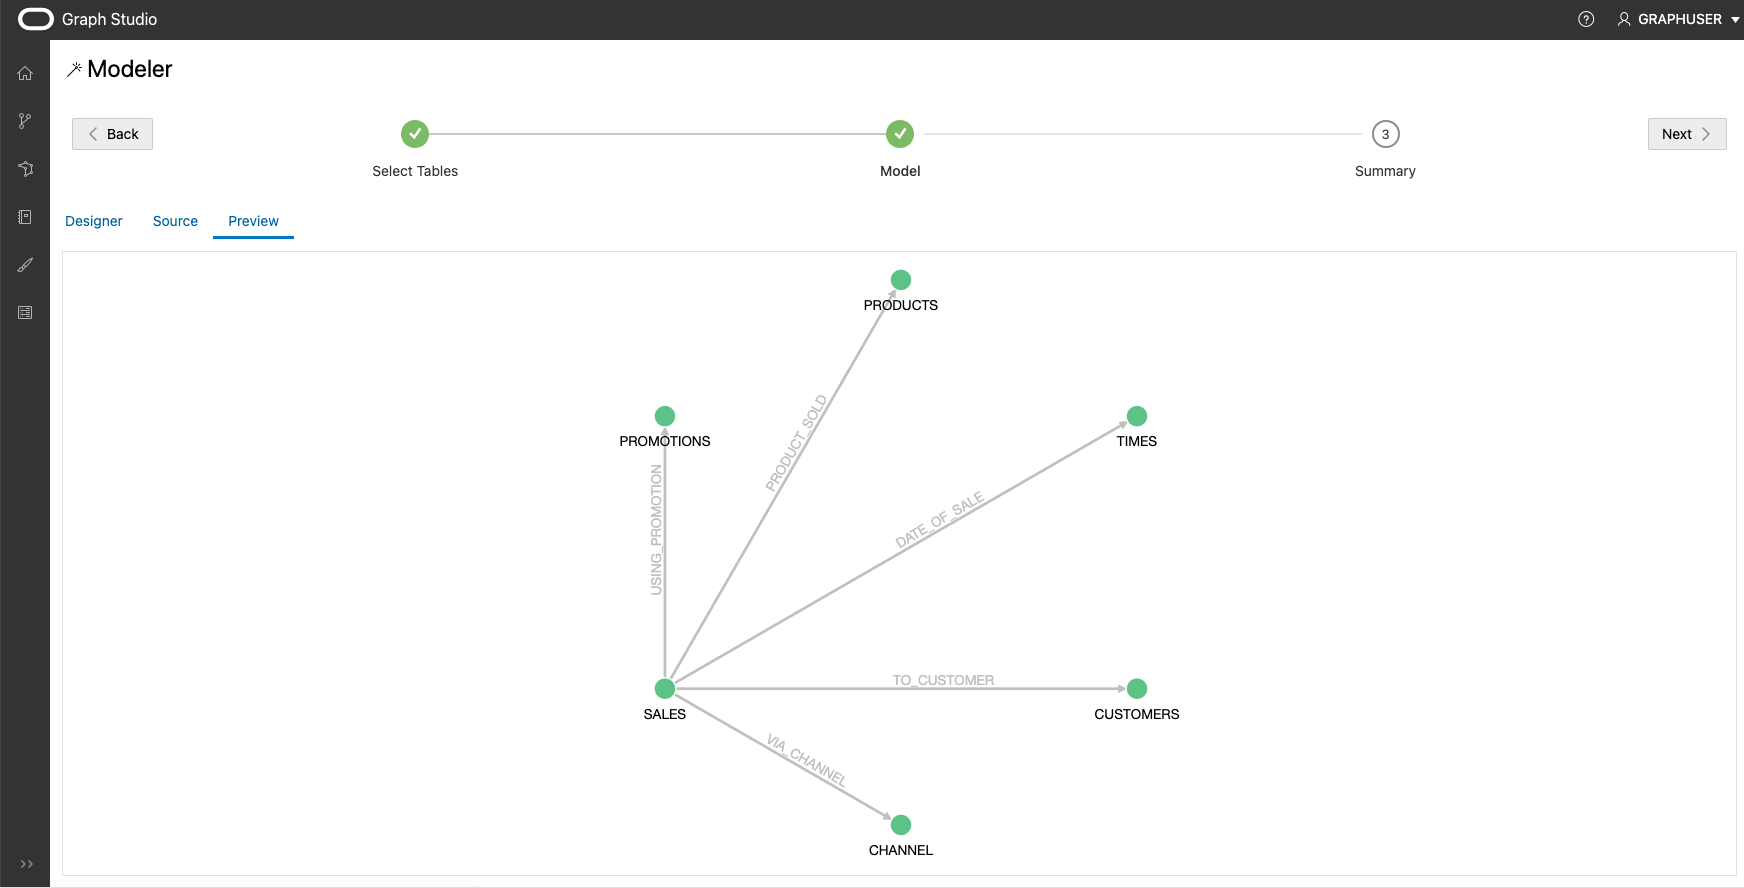 Graph Studio
GRAPHUSER
Modeler
Back
3
Next
Select Tables
Model
Summary
Designer
Source
Preview
PRODUCTS
PRODUCT_SOLD
PROMOTIONS
TIMES
USING_PROMOTION
DATE_OF_SALE
TO_CUSTOMER
SALES
CUSTOMERS
VIA_CHANNEL
CHANNEL